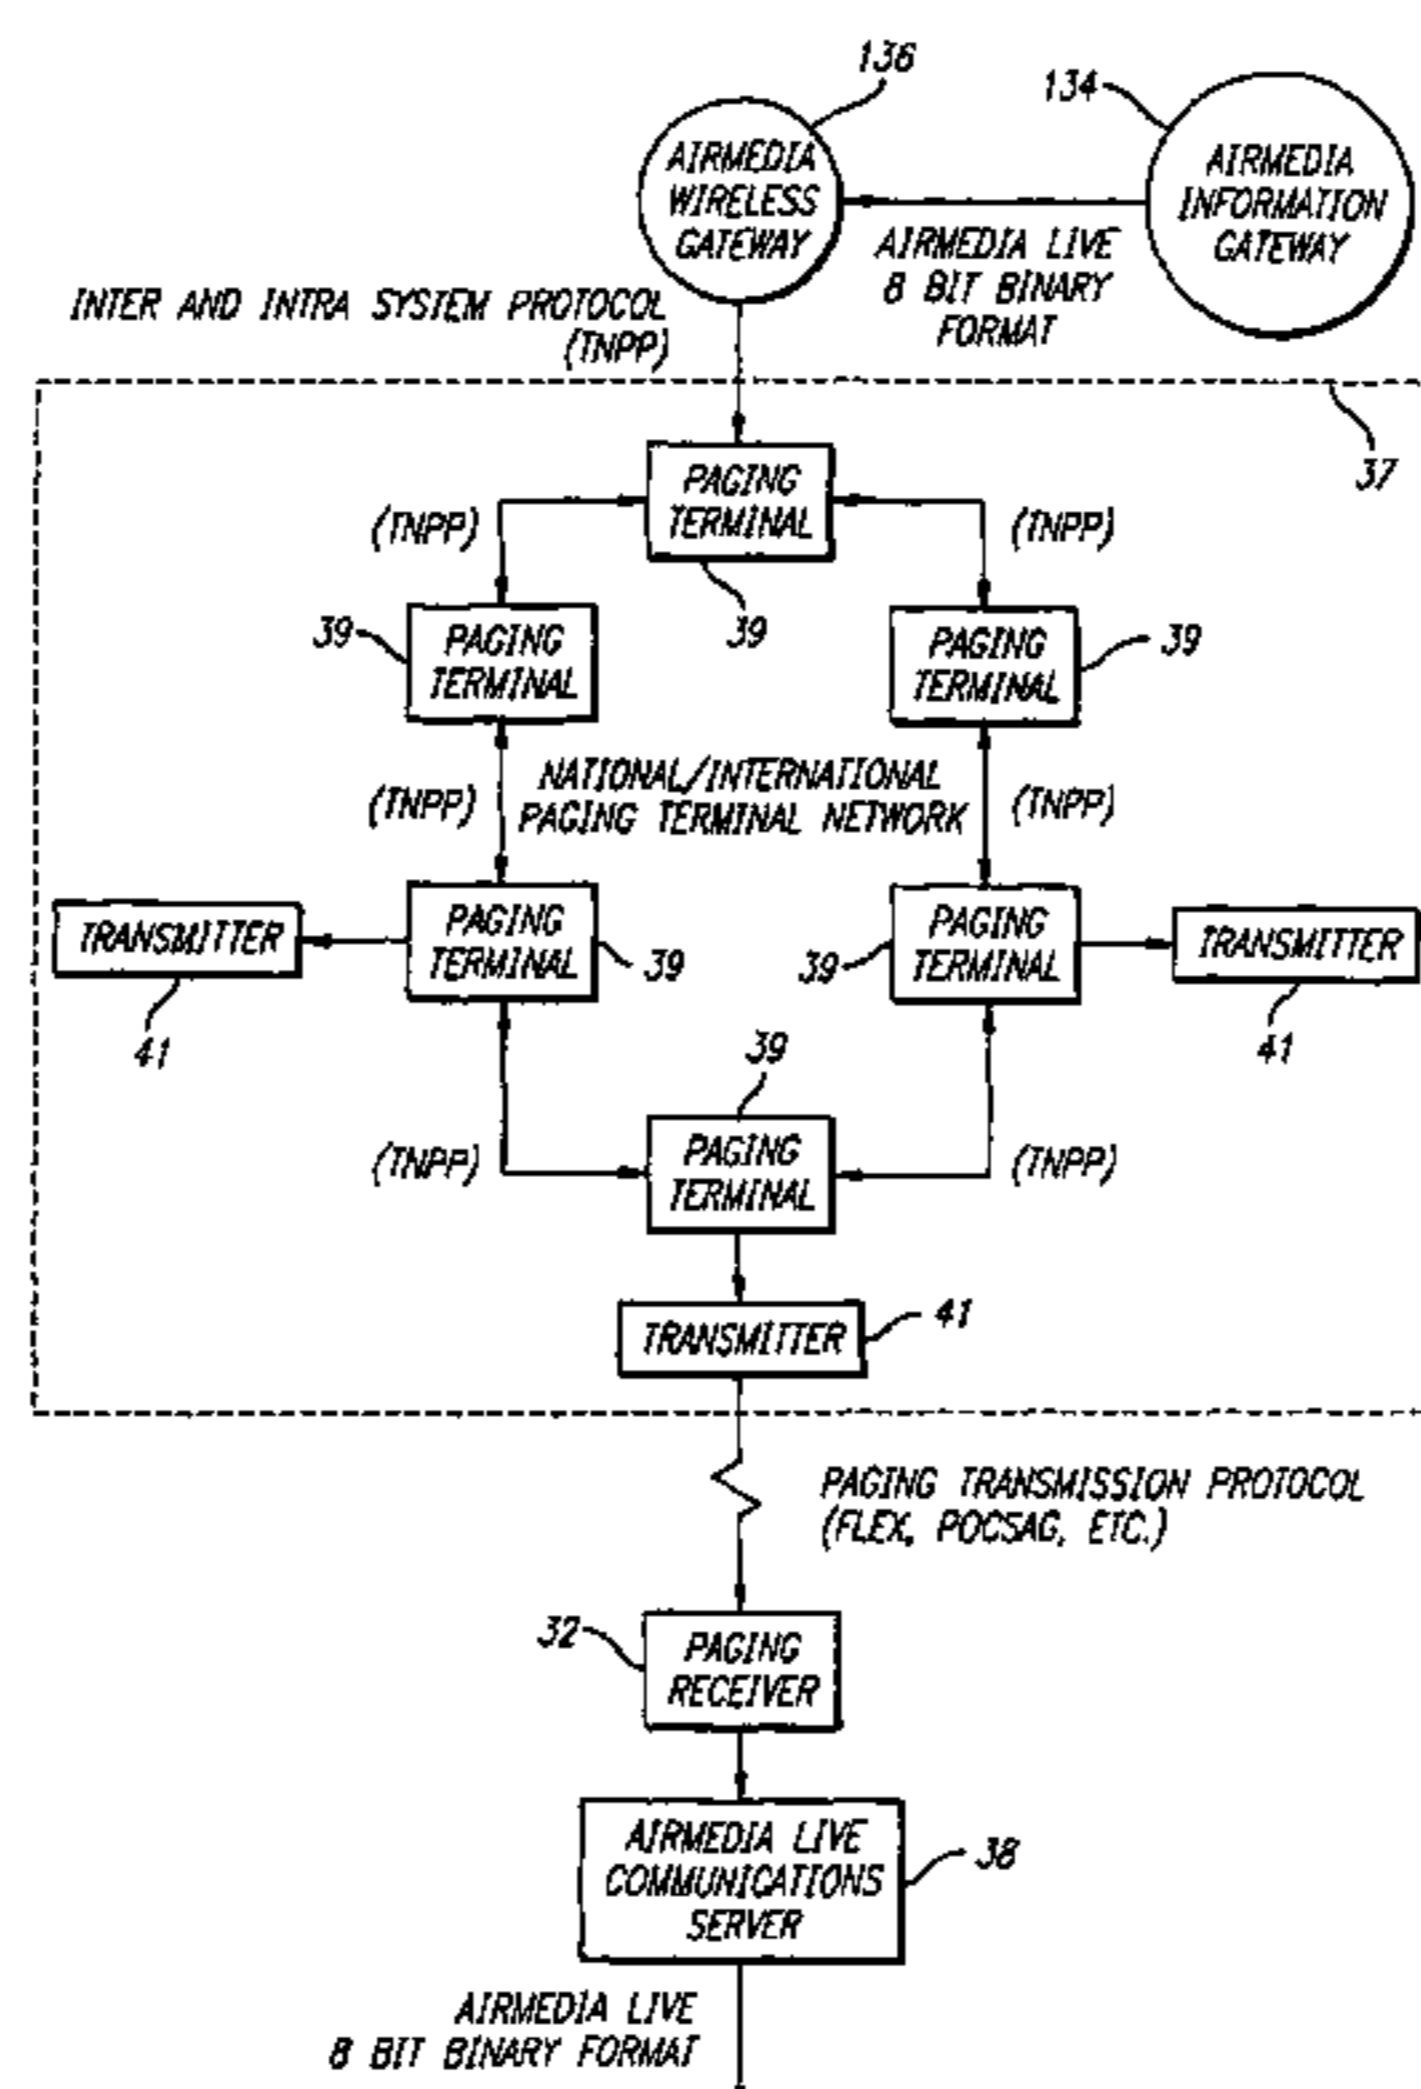 136
134
AIRMEDIA
WIRELESS
GATEWAY
AIRMEDIA
INFORMATION
GATEWAY
AIRMEDIA LIVE
8 BIT BINARY
FORMAT
INTER AND INTRA SYSTEM PROTOCOL
(TNPP)
37
PAGING
TERMINAL
(TNPP)
(TNPP)
39
39
PAGING
TERMINAL
PAGING
TERMINAL
39
NATIONAL/INTERNATIONAL
PAGING TERMINAL NETWORK
(TNPP)
(TNPP)
TRANSMITTER
PAGING
TERMINAL
39
39
PAGING
TERMINAL
TRANSMITTER
41
39
41
PAGING
TERMINAL
(TNPP)
(TNPP)
TRANSMITTER
41
PAGING TRANSMISSION PROTOCOL
(FLEX, POCSAG, ETC.)
32
PAGING
RECEIVER
AIRMEDIA LIVE
COMMUNICATIONS
SERVER
38
AIRMEDIA LIVE
8 BIT BINARY FORMAT